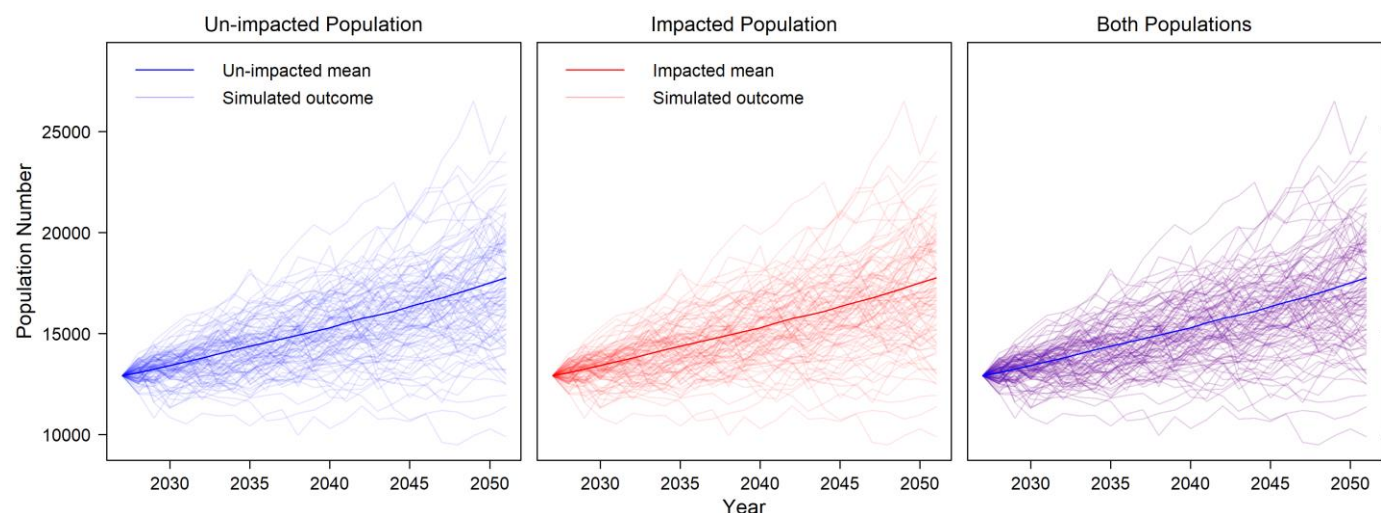 Un-impacted Population
Impacted Population
Both Populations
Un-impacted mean
Simulated outcome
Impacted mean
Simulated outcome
Population Number
25000
20000
15000
10000
2030 2035 2040 2045 2050
2030 2035 2040 2045 2050
2030 2035 2040 2045 2050
Year